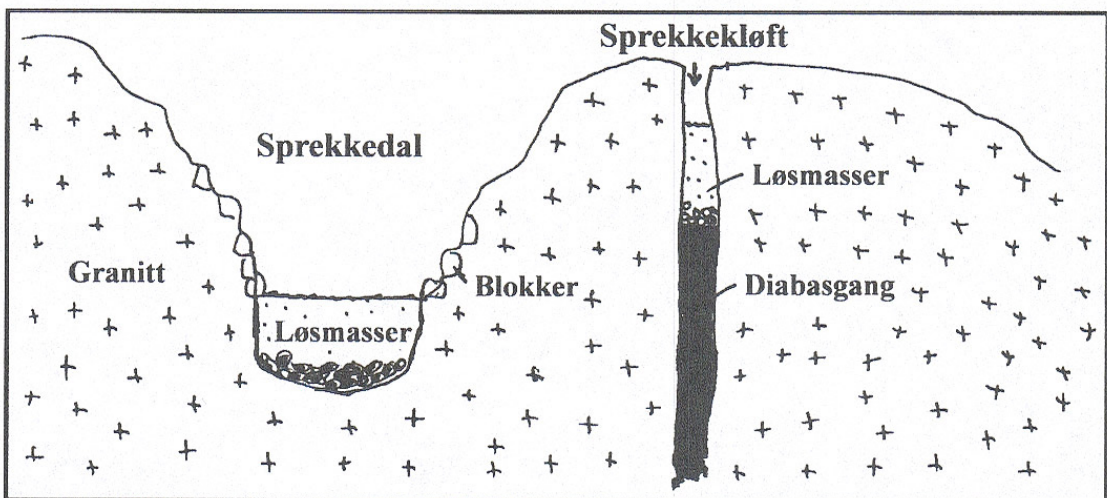 Sprekkekløft
Sprekkedal
Løsmasser
Granitt
Blokker
Diabasgang
Løsmasser